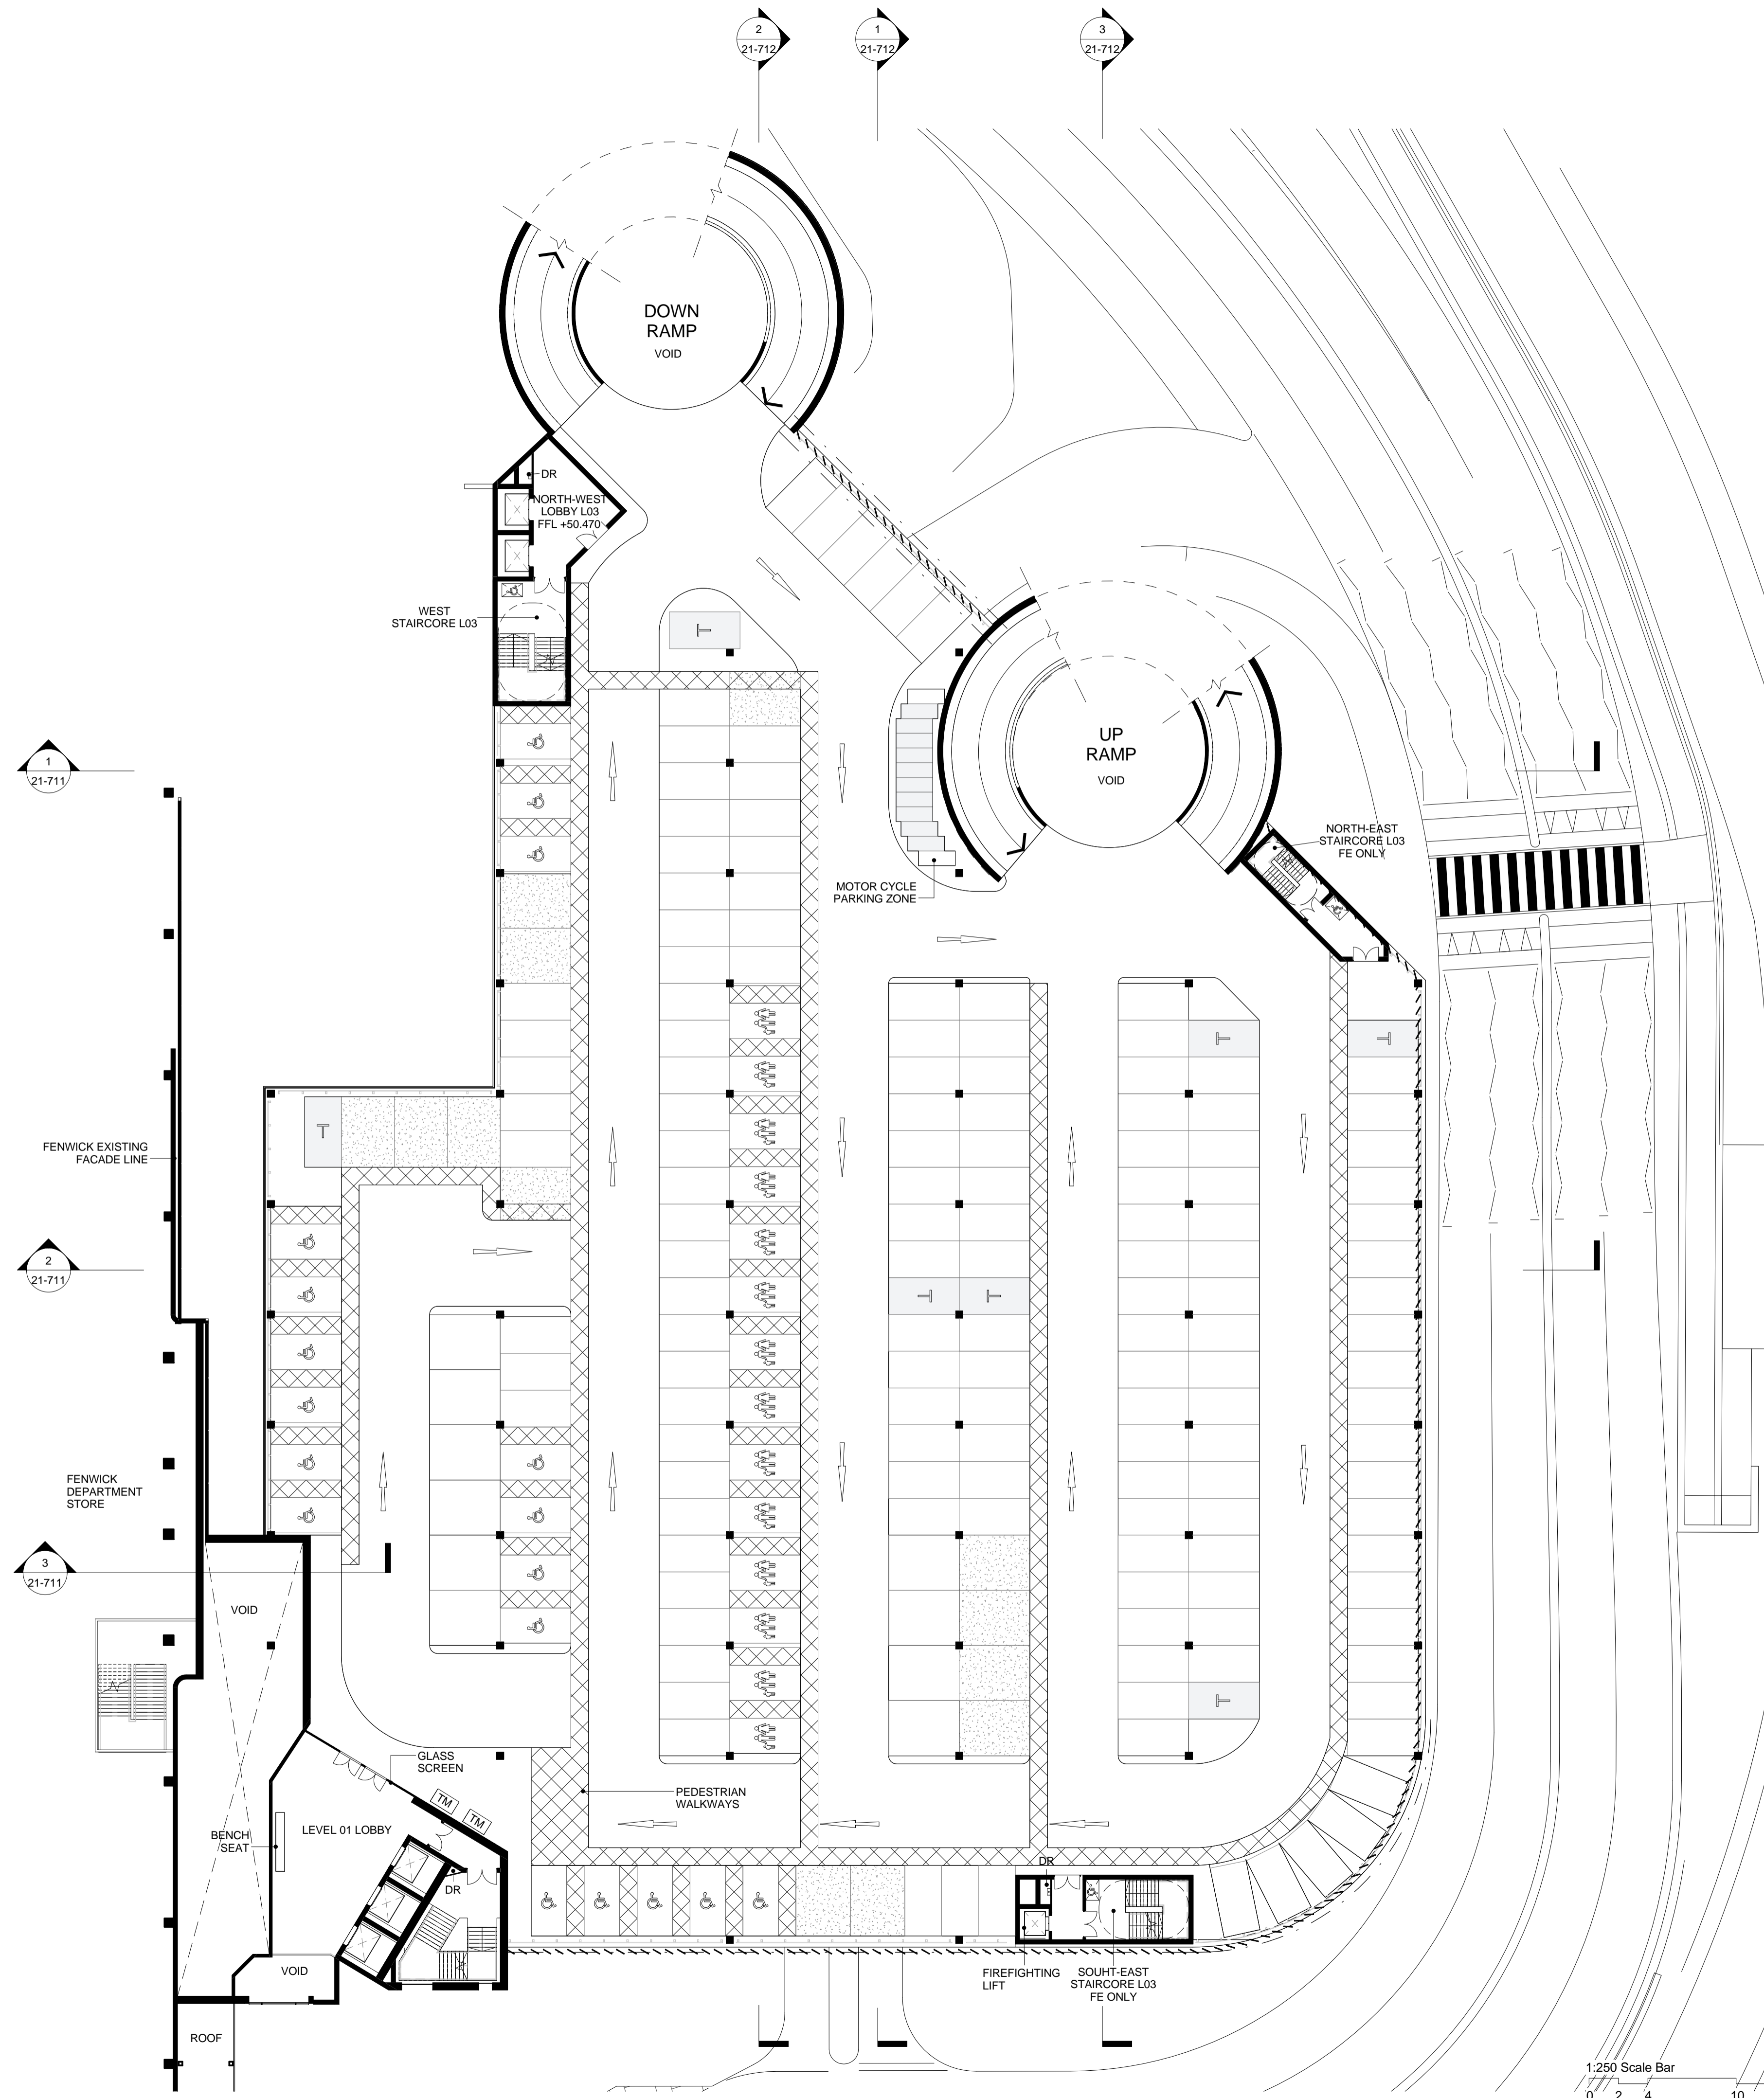 2
21-712
1
21-712
3
21-712
DOWN
RAMP
VOID
DR
NORTH-WEST
LOBBY L03
FFL +50.470
WEST
STAIRCORE L03
UP
RAMP
VOID
1
21-711
NORTH-EAST
STAIRCORE L03
FE ONLY
MOTOR CYCLE
PARKING ZONE
FENWICK EXISTING
FACADE LINE
2
21-711
FENWICK
DEPARTMENT
STORE
3
21-711
VOID
GLASS
SCREEN
PEDESTRIAN
WALKWAYS
TM
TM
LEVEL 01 LOBBY
BENCH
SEAT
DR
DR
VOID
FIREFIGHTING
LIFT
SOUHT-EAST
STAIRCORE L03
FE ONLY
ROOF
1:250 Scale Bar
0 2 4 10